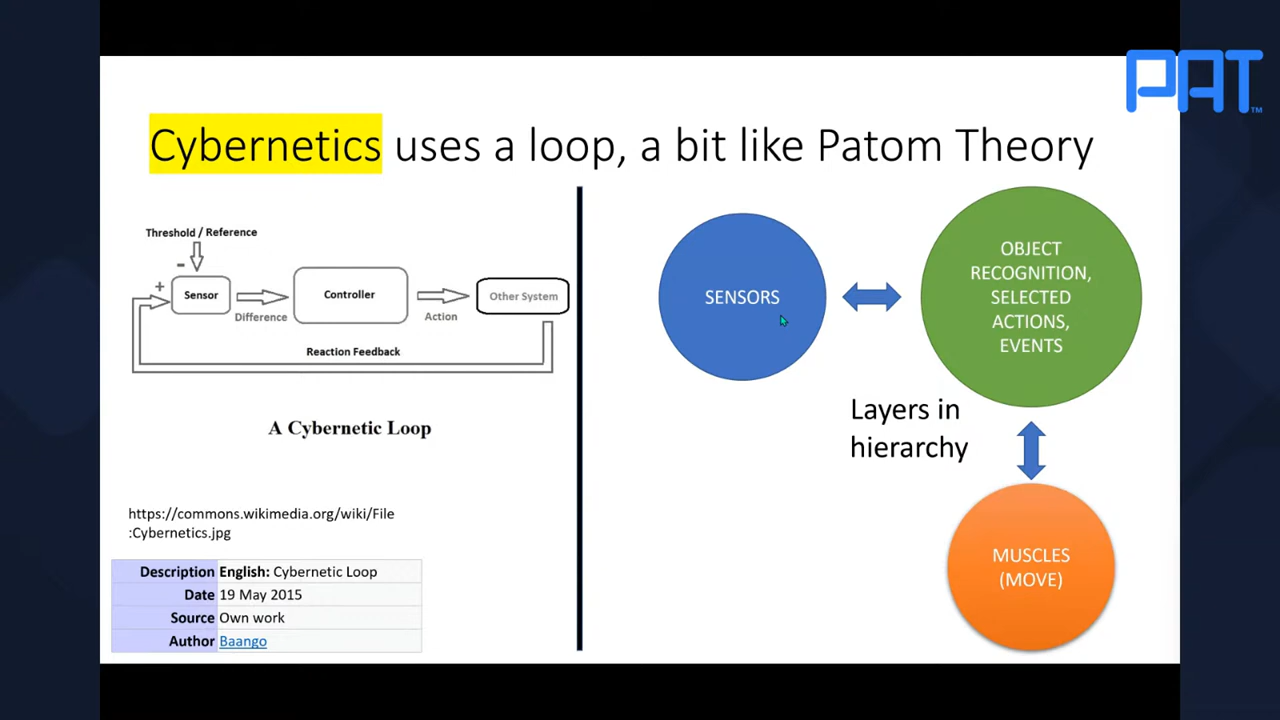 PAT™
Cybernetics uses a loop, a bit like Patom Theory
Threshold / Reference
−
+
Sensor
Difference
Controller
Action
Other System
Reaction Feedback
A Cybernetic Loop
https://commons.wikimedia.org/wiki/File
:Cybernetics.jpg
Description English: Cybernetic Loop
Date 19 May 2015
Source Own work
Author Baango
SENSORS
OBJECT
RECOGNITION,
SELECTED
ACTIONS,
EVENTS
Layers in
hierarchy
MUSCLES
(MOVE)